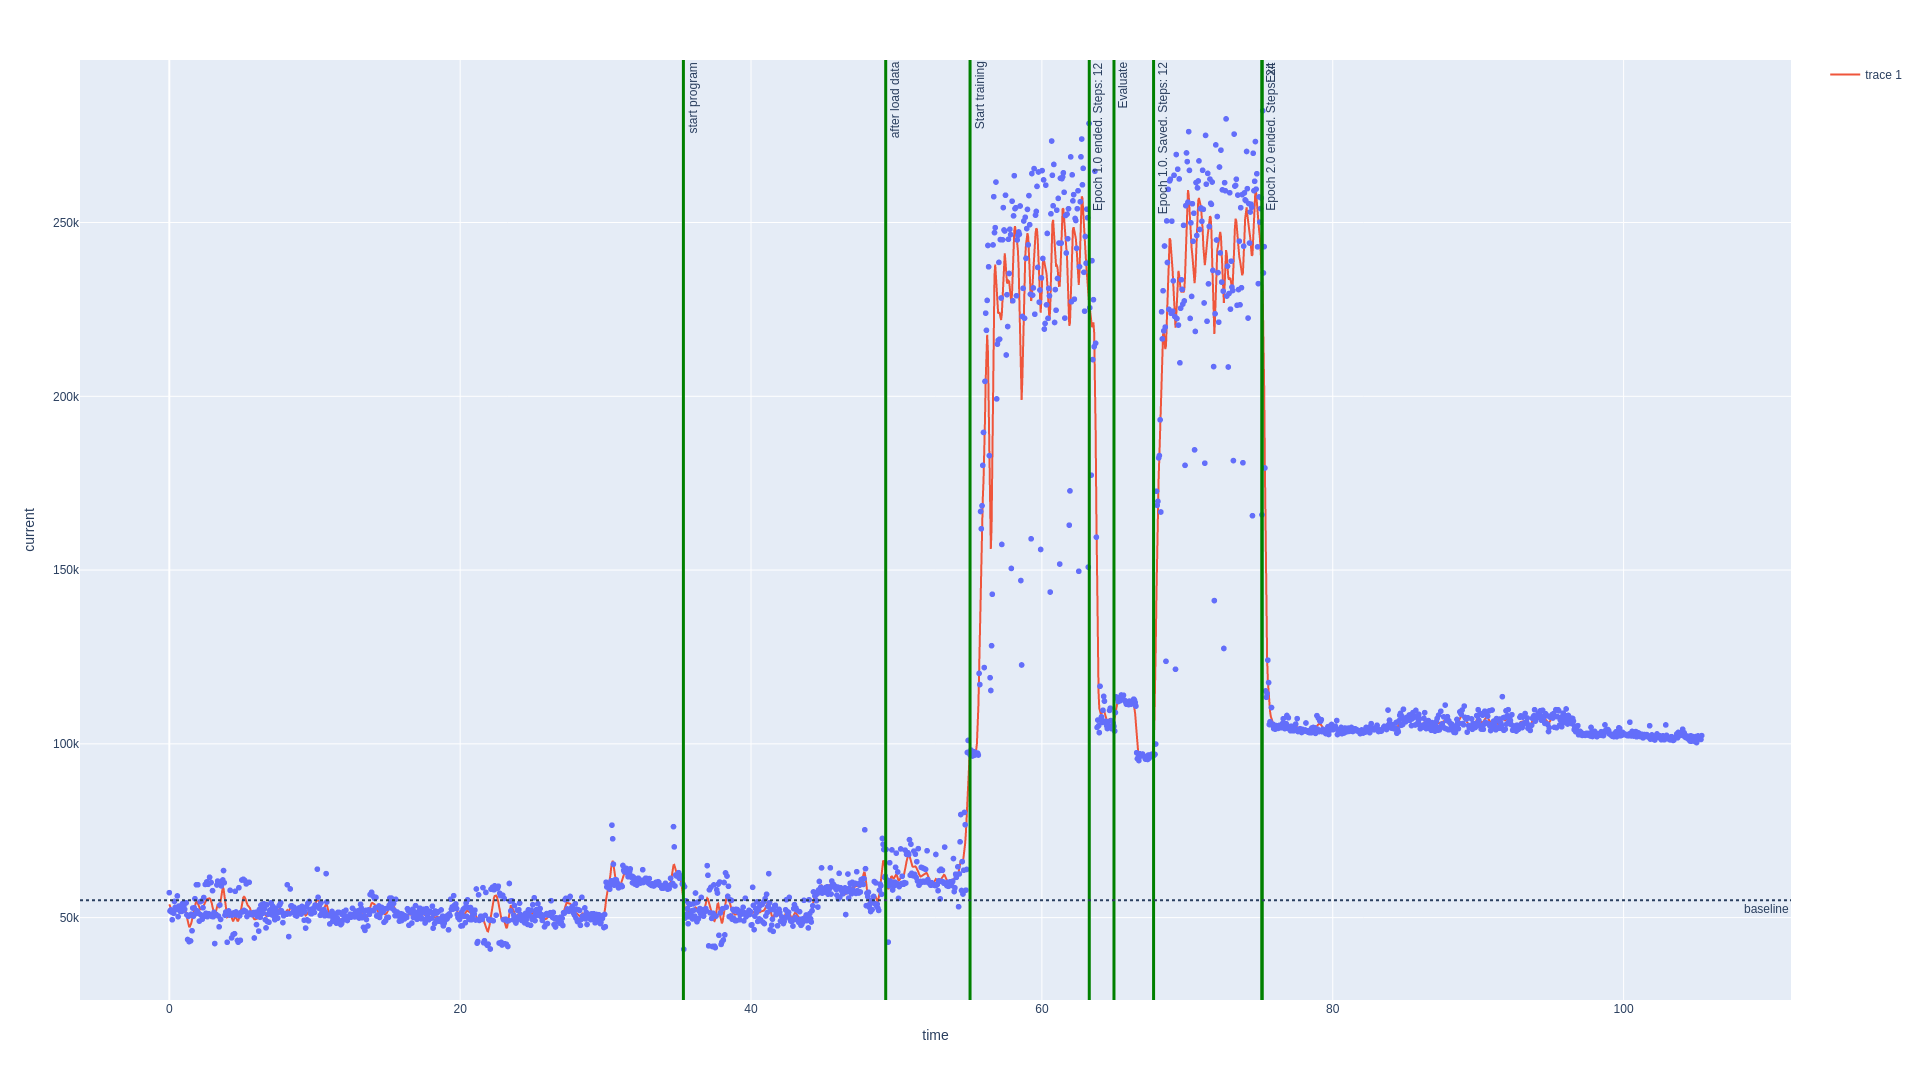 start program
after load data
Start training
Epoch 1.0 ended. Steps: 12
Evaluate
Epoch 1.0. Saved. Steps: 12
Epoch 2.0 ended. Steps: 24
Exit
trace 1
250k
200k
150k
100k
50k
current
baseline
0
20
40
60
80
100
time